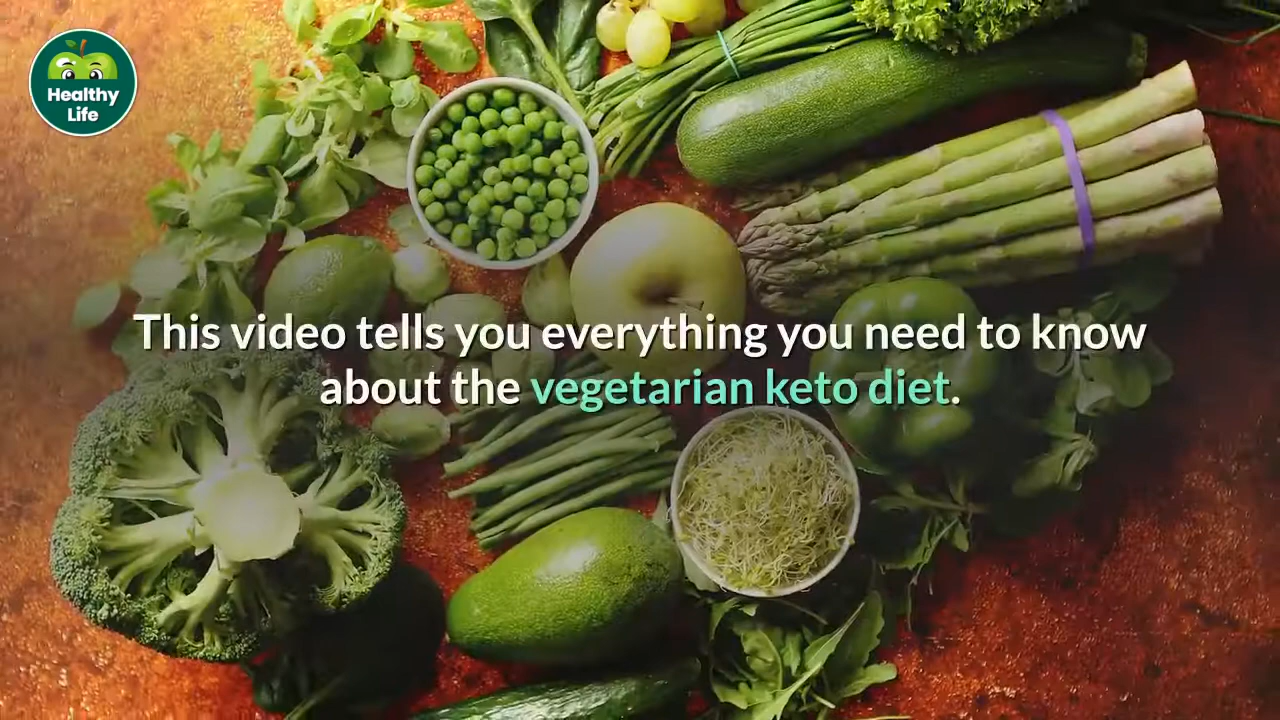 Healthy
Life
This video tells you everything you need to know
about the vegetarian keto diet.